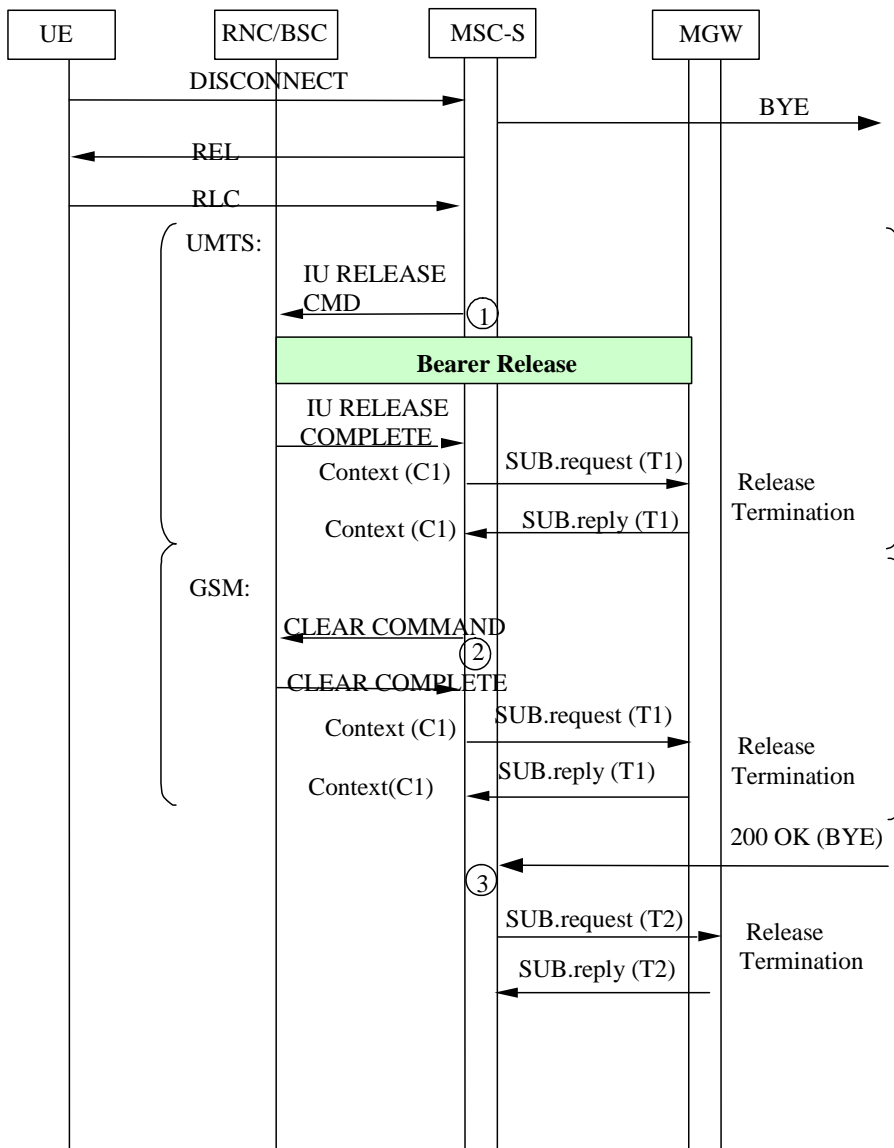 UE
RNC/BSC
MSC-S
MGW
DISCONNECT
BYE
REL
RLC
UMTS:
IU RELEASE
CMD
1
Bearer Release
IU RELEASE
COMPLETE
Context (C1)
SUB.request (T1)
Release
Termination
Context (C1)
SUB.reply (T1)
GSM:
CLEAR COMMAND
2
CLEAR COMPLETE
Context (C1)
SUB.request (T1)
Release
Termination
Context(C1)
SUB.reply (T1)
200 OK (BYE)
3
SUB.request (T2)
Release
Termination
SUB.reply (T2)